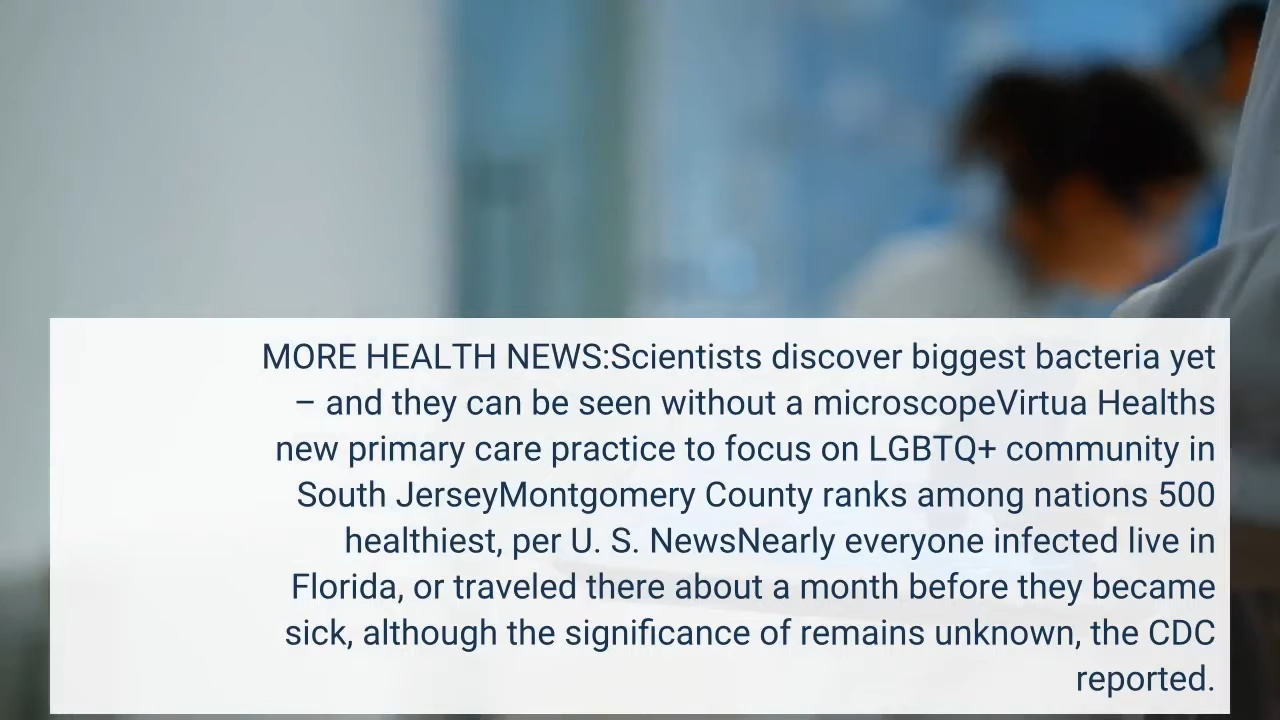 MORE HEALTH NEWS:Scientists discover biggest bacteria yet
– and they can be seen without a microscopeVirtua Healths
new primary care practice to focus on LGBTQ+ community in
South JerseyMontgomery County ranks among nations 500
healthiest, per U. S. NewsNearly everyone infected live in
Florida, or traveled there about a month before they became
sick, although the significance of remains unknown, the CDC
reported.